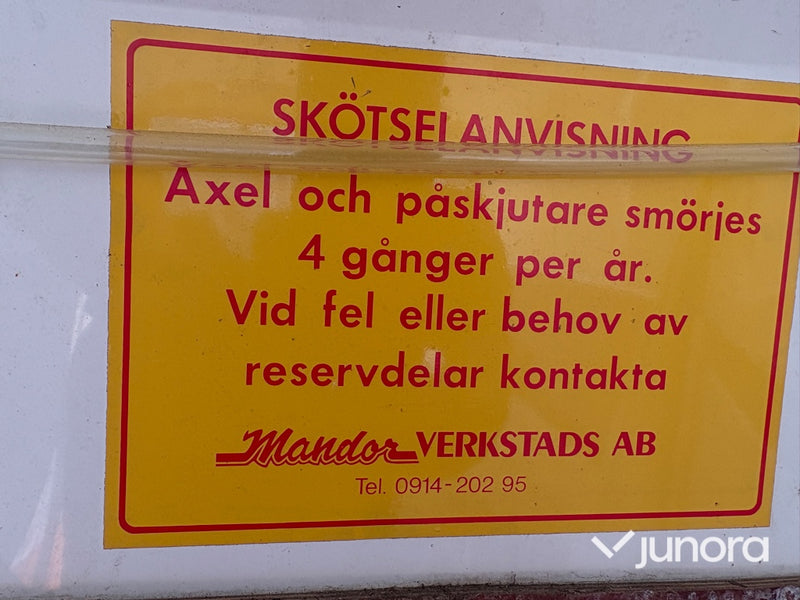 SKÖTSELANVISNING
Axel och påskjutare smörjes
4 gånger per år.
Vid fel eller behov av
reservdelar kontakta
Mandor VERKSTADS AB
Tel. 0914-202 95
junora